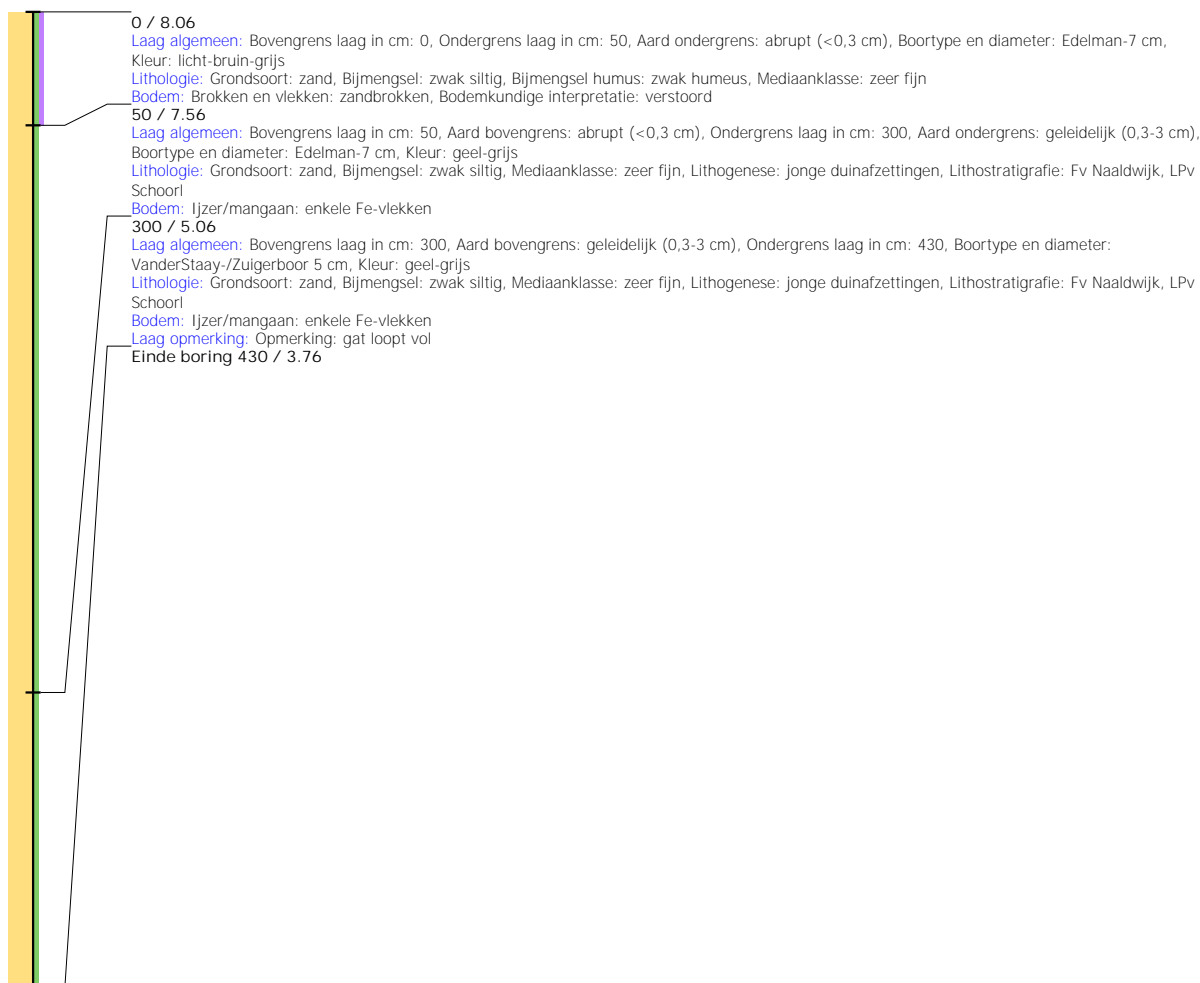 0 / 8.06
Laag algemeen: Bovengrens laag in cm: 0, Ondergrens laag in cm: 50, Aard ondergrens: abrupt (<0,3 cm), Boortype en diameter: Edelman-7 cm,
Kleur: licht-bruin-grijs
Lithologie: Grondsoort: zand, Bijmengsel: zwak siltig, Bijmengsel humus: zwak humeus, Mediaanklasse: zeer fijn
Bodem: Brokken en vlekken: zandbrokken, Bodemkundige interpretatie: verstoord
50 / 7.56
Laag algemeen: Bovengrens laag in cm: 50, Aard bovengrens: abrupt (<0,3 cm), Ondergrens laag in cm: 300, Aard ondergrens: geleidelijk (0,3-3 cm),
Boortype en diameter: Edelman-7 cm, Kleur: geel-grijs
Lithologie: Grondsoort: zand, Bijmengsel: zwak siltig, Mediaanklasse: zeer fijn, Lithogenese: jonge duinafzettingen, Lithostratigrafie: Fv Naaldwijk, LPv
Schoorl
Bodem: Ijzer/mangaan: enkele Fe-vlekken
300 / 5.06
Laag algemeen: Bovengrens laag in cm: 300, Aard bovengrens: geleidelijk (0,3-3 cm), Ondergrens laag in cm: 430, Boortype en diameter:
VanderStaay-/Zuigerboor 5 cm, Kleur: geel-grijs
Lithologie: Grondsoort: zand, Bijmengsel: zwak siltig, Mediaanklasse: zeer fijn, Lithogenese: jonge duinafzettingen, Lithostratigrafie: Fv Naaldwijk, LPv
Schoorl
Bodem: Ijzer/mangaan: enkele Fe-vlekken
Laag opmerking: Opmerking: gat loopt vol
Einde boring 430 / 3.76